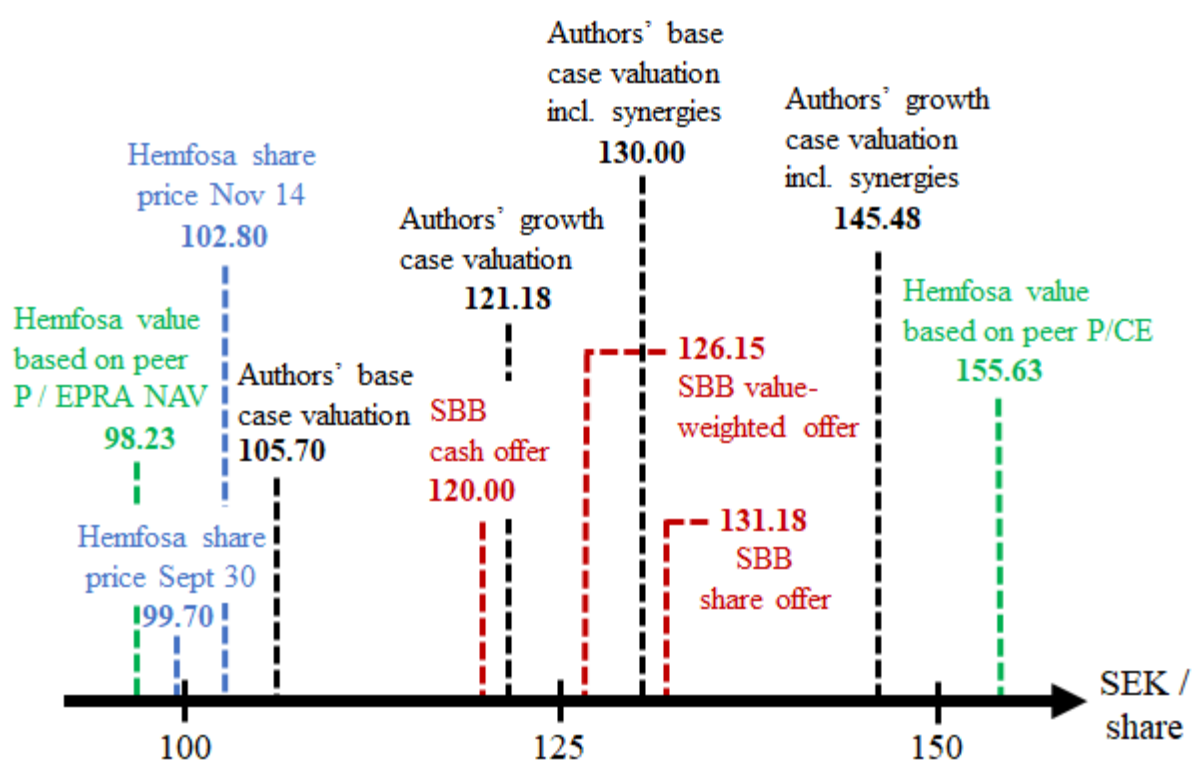 Authors’ base
case valuation
incl. synergies
130.00
Authors’ growth
case valuation
incl. synergies
145.48
Hemfosa share
price Nov 14
102.80
Authors’ growth
case valuation
121.18
Hemfosa value
based on peer P/CE
155.63
Hemfosa value
based on peer
P / EPRA NAV
98.23
Authors’ base
case valuation
105.70
SBB
cash offer
120.00
126.15
SBB value-
weighted offer
131.18
SBB
share offer
Hemfosa share
price Sept 30
99.70
SEK /
share
100
125
150